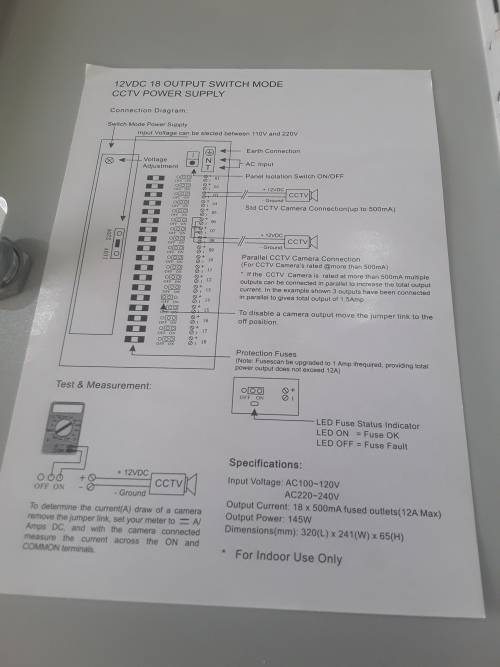 12VDC 18 OUTPUT SWITCH MODE
CCTV POWER SUPPLY
Connection Diagram:
Switch Mode Power Supply
Input Voltage can be slected between 110V and 220V
Voltage
Adjustment
N
T
Earth Connection
AC Input
Panel Isolation Switch ON/OFF
+ 12VDC
- Ground
CCTV
Std CCTV Camera Connection(up to 500mA)
+ 12VDC
- Ground
CCTV
Parallel CCTV Camera Connection
(For CCTV Camera's rated @more than 500mA)
* If the CCTV Camera is rated at more than 500mA multiple
outputs can be connected in parallel to increase the total output
current. In the example shown 3 outputs have been connected
in parallel to givea total output of 1.5Amp.
To disable a camera output move the jumper link to the
off position.
Protection Fuses
(Note: Fusescan be upgraded to 1 Amp ifrequired, providing total
power output does not exceed 12A)
OFF ON
LED Fuse Status Indicator
LED ON = Fuse OK
LED OFF = Fuse Fault
Test & Measurement:
OFF ON
+ 12VDC
- Ground
CCTV
To determine the current(A) draw of a camera
remove the jumper link, set your meter to A/
Amps DC, and with the camera connected
measure the current across the ON and
COMMON terminals.
Specifications:
Input Voltage: AC100~120V
AC220~240V
Output Current: 18 x 500mA fused outlets(12A Max)
Output Power: 145W
Dimensions(mm): 320(L) x 241(W) x 65(H)
* For Indoor Use Only